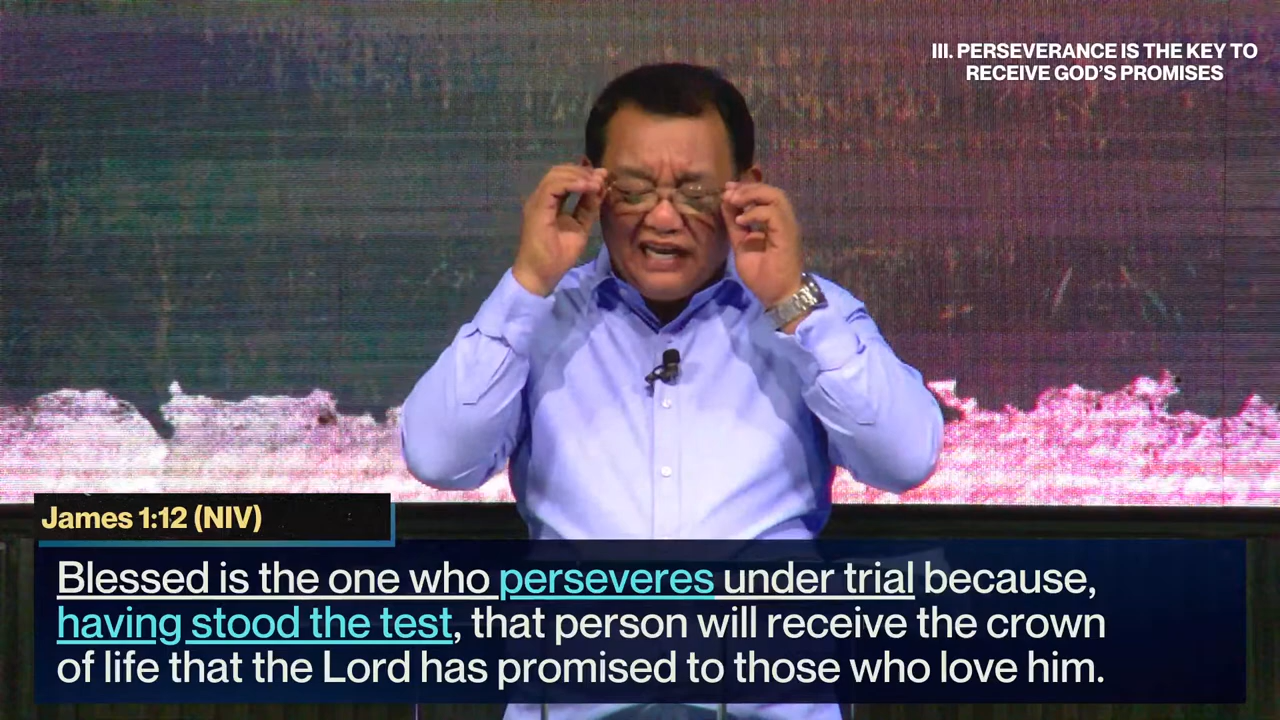 III. PERSEVERANCE IS THE KEY TO
RECEIVE GOD'S PROMISES
James 1:12 (NIV)
Blessed is the one who perseveres under trial because,
having stood the test, that person will receive the crown
of life that the Lord has promised to those who love him.